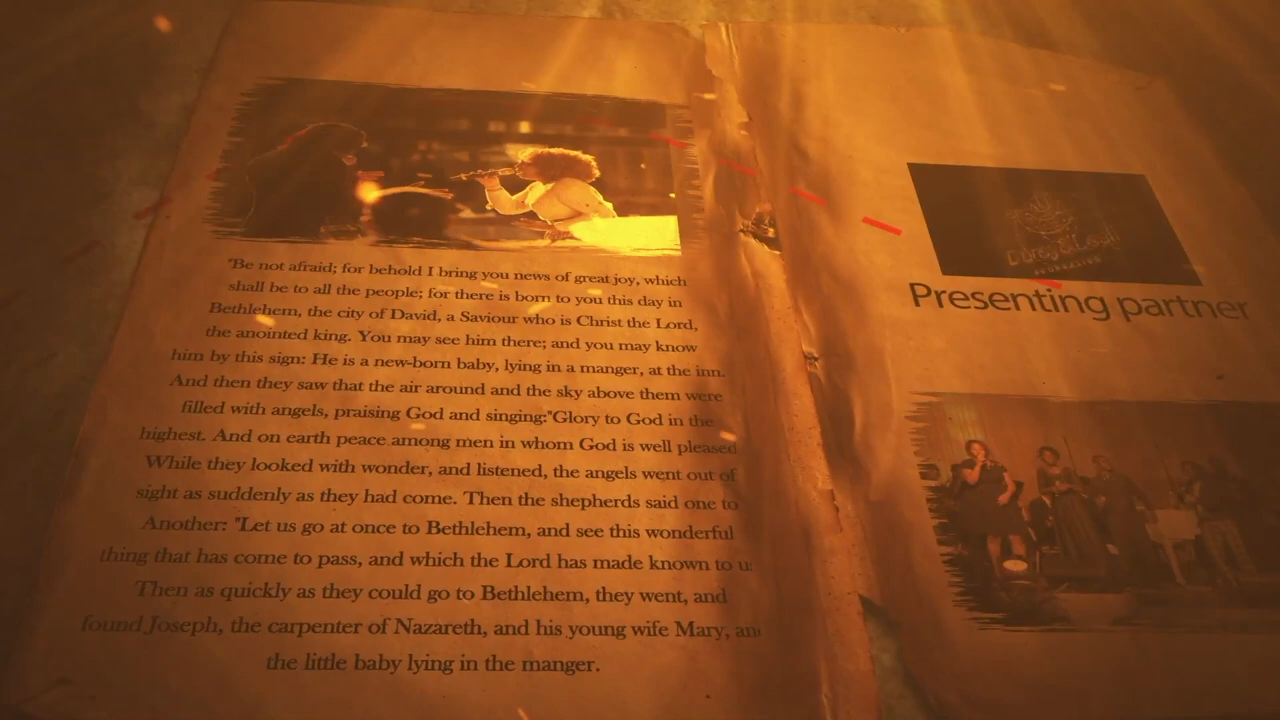 "Be not afraid; for behold I bring you news of great joy, which
shall be to all the people; for there is born to you this day in
Bethlehem, the city of David, a Saviour who is Christ the Lord,
the anointed king. You may see him there; and you may know
him by this sign: He is a new-born baby, lying in a manger, at the inn.
And then they saw that the air around and the sky above them were
filled with angels, praising God and singing:"Glory to God in the
highest. And on earth peace among men in whom God is well pleased
While they looked with wonder, and listened, the angels went out of
sight as suddenly as they had come. Then the shepherds said one to
Another: "Let us go at once to Bethlehem, and see this wonderful
thing that has come to pass, and which the Lord has made known to
Then as quickly as they could go to Bethlehem, they went, and
found Joseph, the carpenter of Nazareth, and his young wife Mary,
the little baby lying in the manger.
Presenting partner